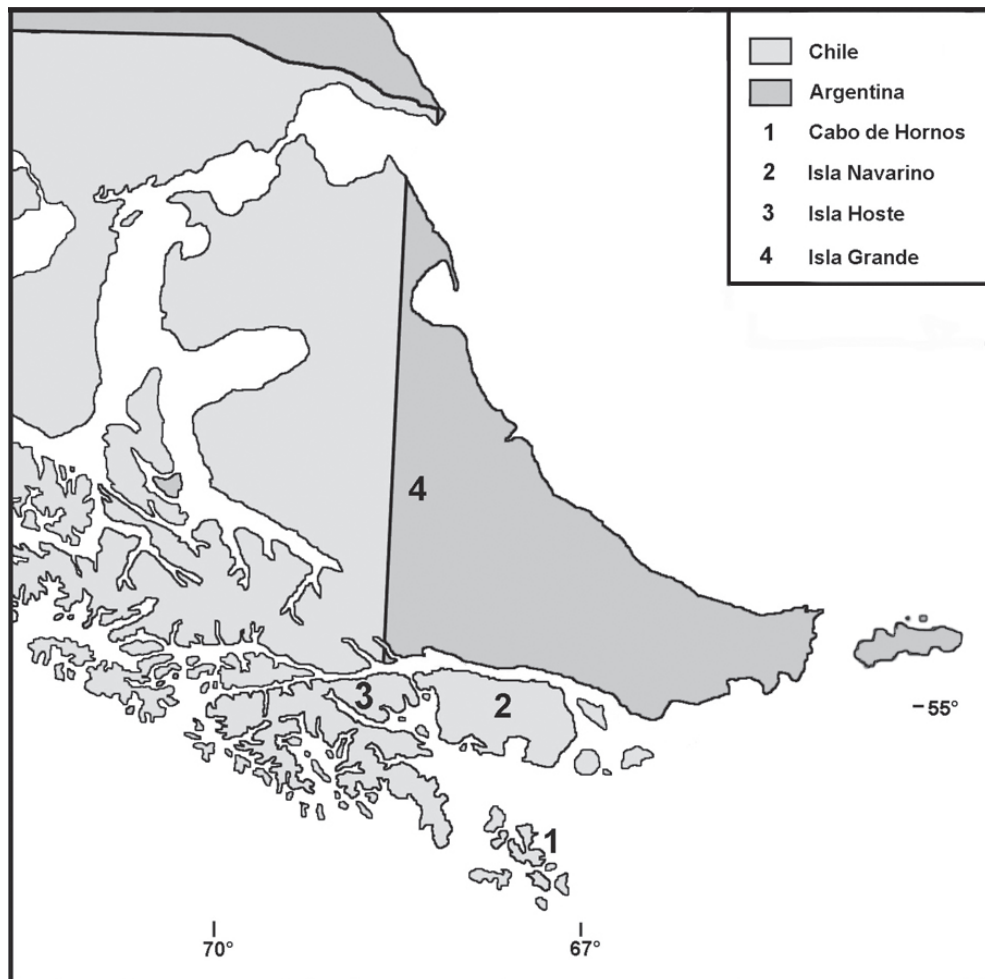 Chile
Argentina
1 Cabo de Hornos
2 Isla Navarino
3 Isla Hoste
4 Isla Grande
4
3
2
–55°
1
70°
67°